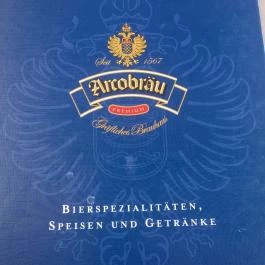 Seit 1567
Arcobräu
PREMIUM
Gräfliches Brauhaus
BIERSPEZIALITÄTEN,
SPEISEN UND GETRÄNKE